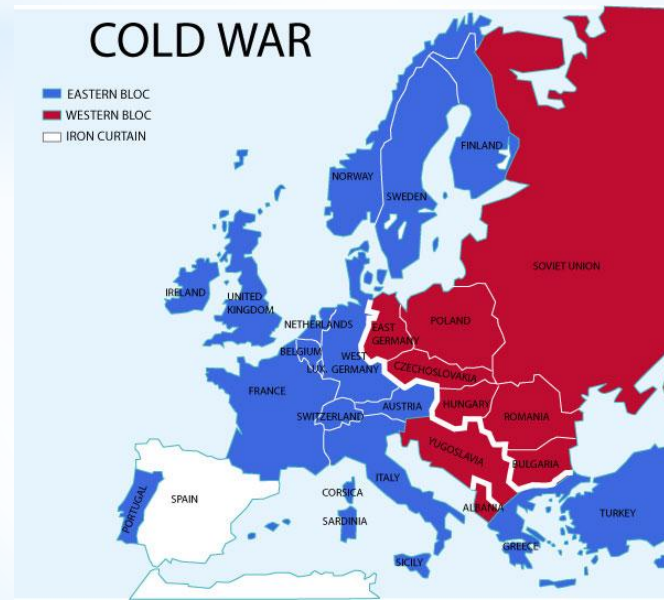 COLD WAR
EASTERN BLOC
WESTERN BLOC
IRON CURTAIN
FINLAND
NORWAY
SWEDEN
SOVIET UNION
IRELAND
UNITED
KINGDOM
NETHERLANDS
EAST
GERMANY
POLAND
BELGIUM
WEST
GERMANY
LUK.
CZECHOSLOVAKIA
FRANCE
SWITZERLAND
AUSTRIA
HUNGARY
ROMANIA
YUGOSLAVIA
BULGARIA
ITALY
CORSICA
SARDINIA
SPAIN
PORTUGAL
ALBANIA
TURKEY
GREECE
SICILY